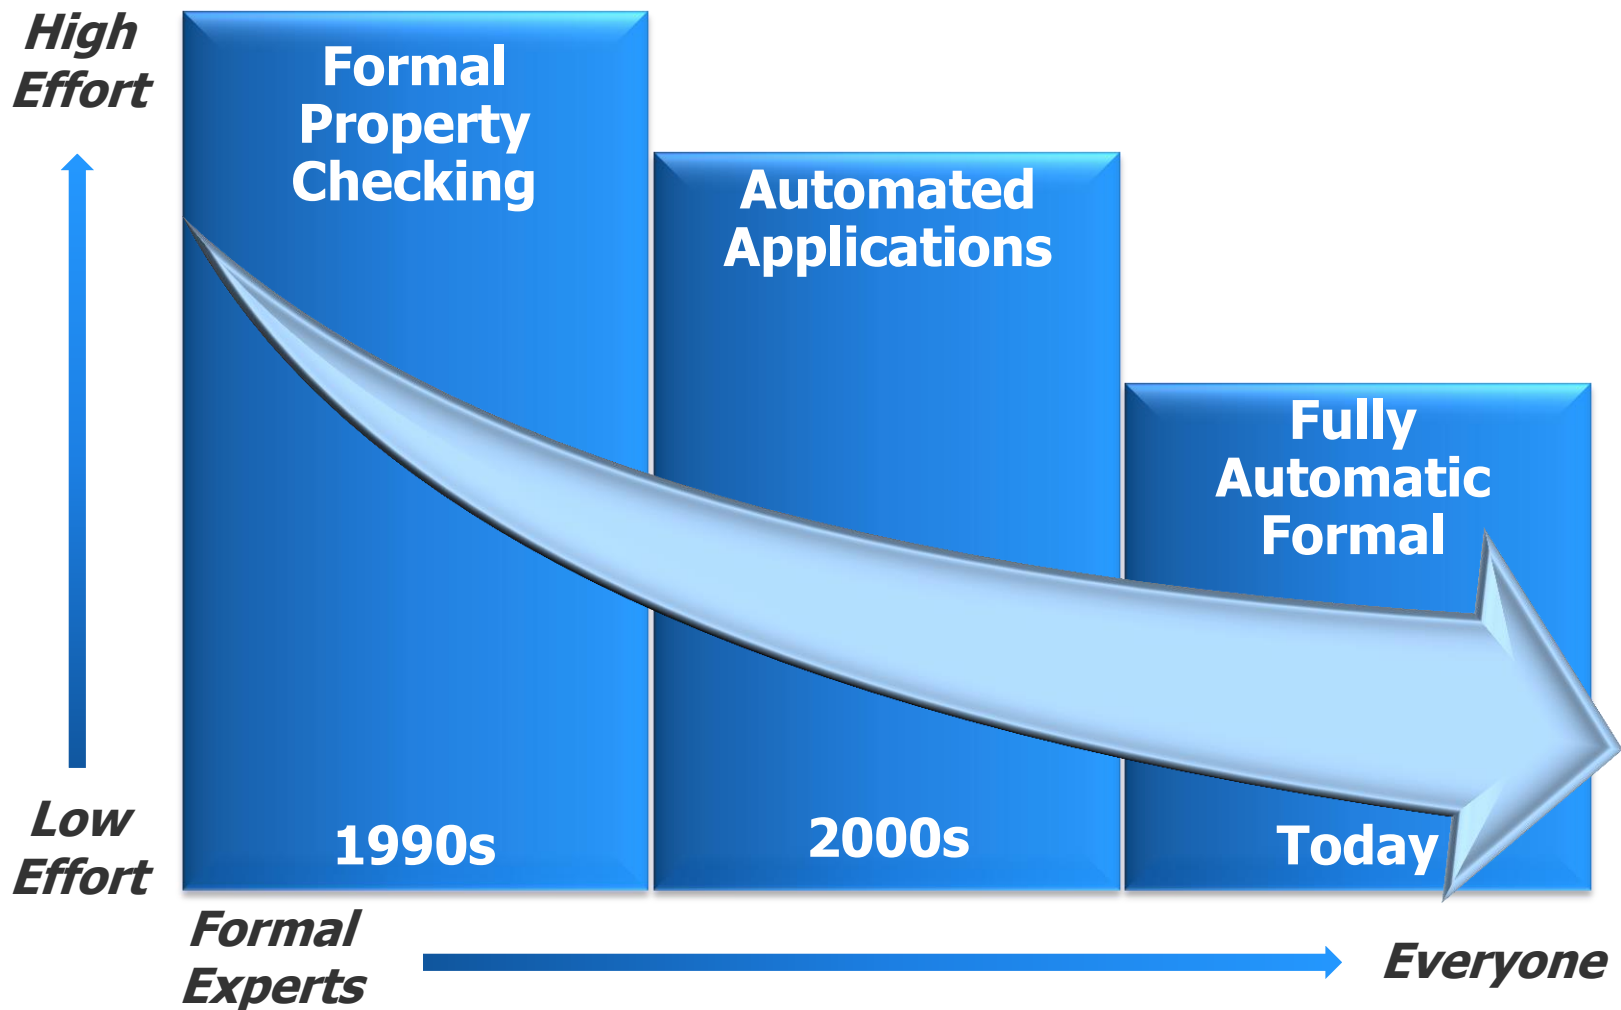 High
Effort
Formal
Property
Checking
Automated
Applications
Fully
Automatic
Formal
Low
Effort
1990s
2000s
Today
Formal
Experts
Everyone